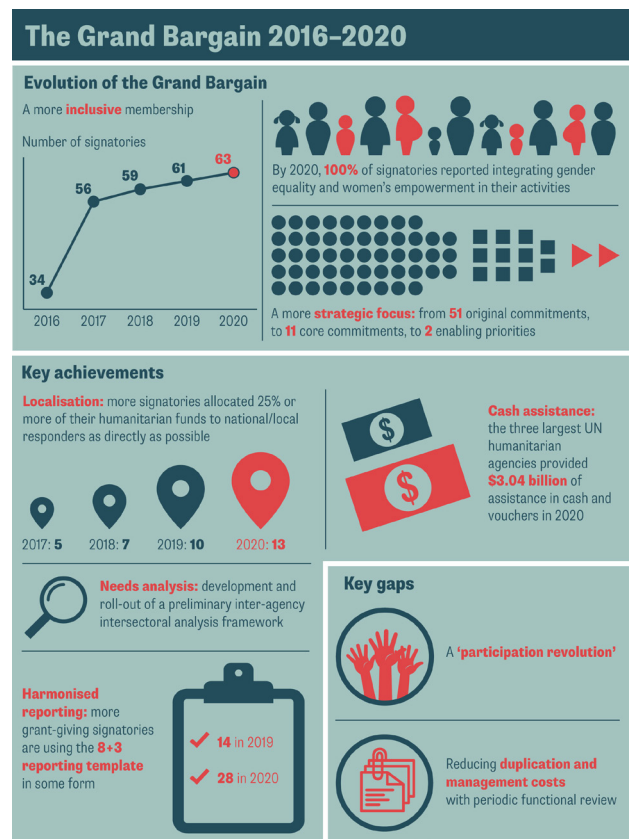 The Grand Bargain 2016–2020
Evolution of the Grand Bargain
A more inclusive membership
Number of signatories
34
56
59
61
63
2016
2017
2018
2019
2020
By 2020, 100% of signatories reported integrating gender
equality and women's empowerment in their activities
A more strategic focus: from 51 original commitments,
to 11 core commitments, to 2 enabling priorities
Key achievements
Localisation: more signatories allocated 25% or
more of their humanitarian funds to national/local
responders as directly as possible
2017: 5
2018: 7
2019: 10
2020: 13
$
$
Cash assistance:
the three largest UN
humanitarian
agencies provided
$3.04 billion of
assistance in cash and
vouchers in 2020
Needs analysis: development and
roll-out of a preliminary inter-agency
intersectoral analysis framework
Harmonised
reporting: more
grant-giving signatories
are using the 8+3
reporting template
in some form
14 in 2019
28 in 2020
Key gaps
A ‘participation revolution’
Reducing duplication and
management costs
with periodic functional review